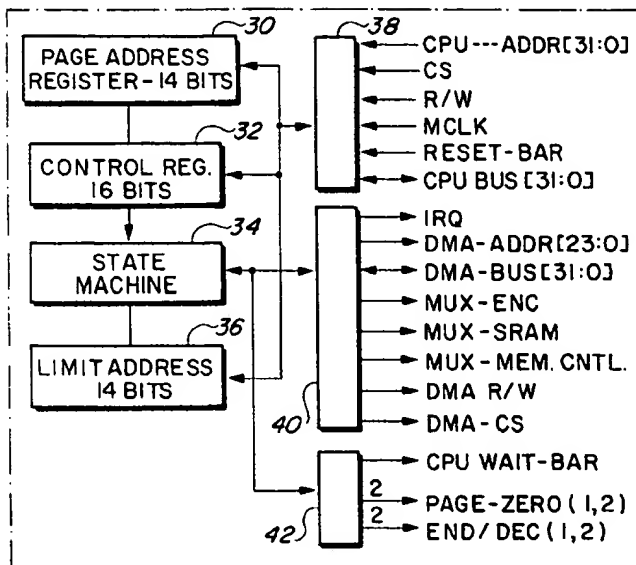 30
PAGE ADDRESS
REGISTER-14 BITS
32
CONTROL REG.
16 BITS
34
STATE
MACHINE
36
LIMIT ADDRESS
14 BITS
38
CPU---ADDR[31:0]
CS
R/W
MCLK
RESET-BAR
CPU BUS[31:0]
40
IRQ
DMA-ADDR[23:0]
DMA-BUS[31:0]
MUX-ENC
MUX-SRAM
MUX-MEM. CNTL.
DMA R/W
DMA-CS
42
CPU WAIT-BAR
2
PAGE-ZERO (1,2)
2
END/DEC (1,2)